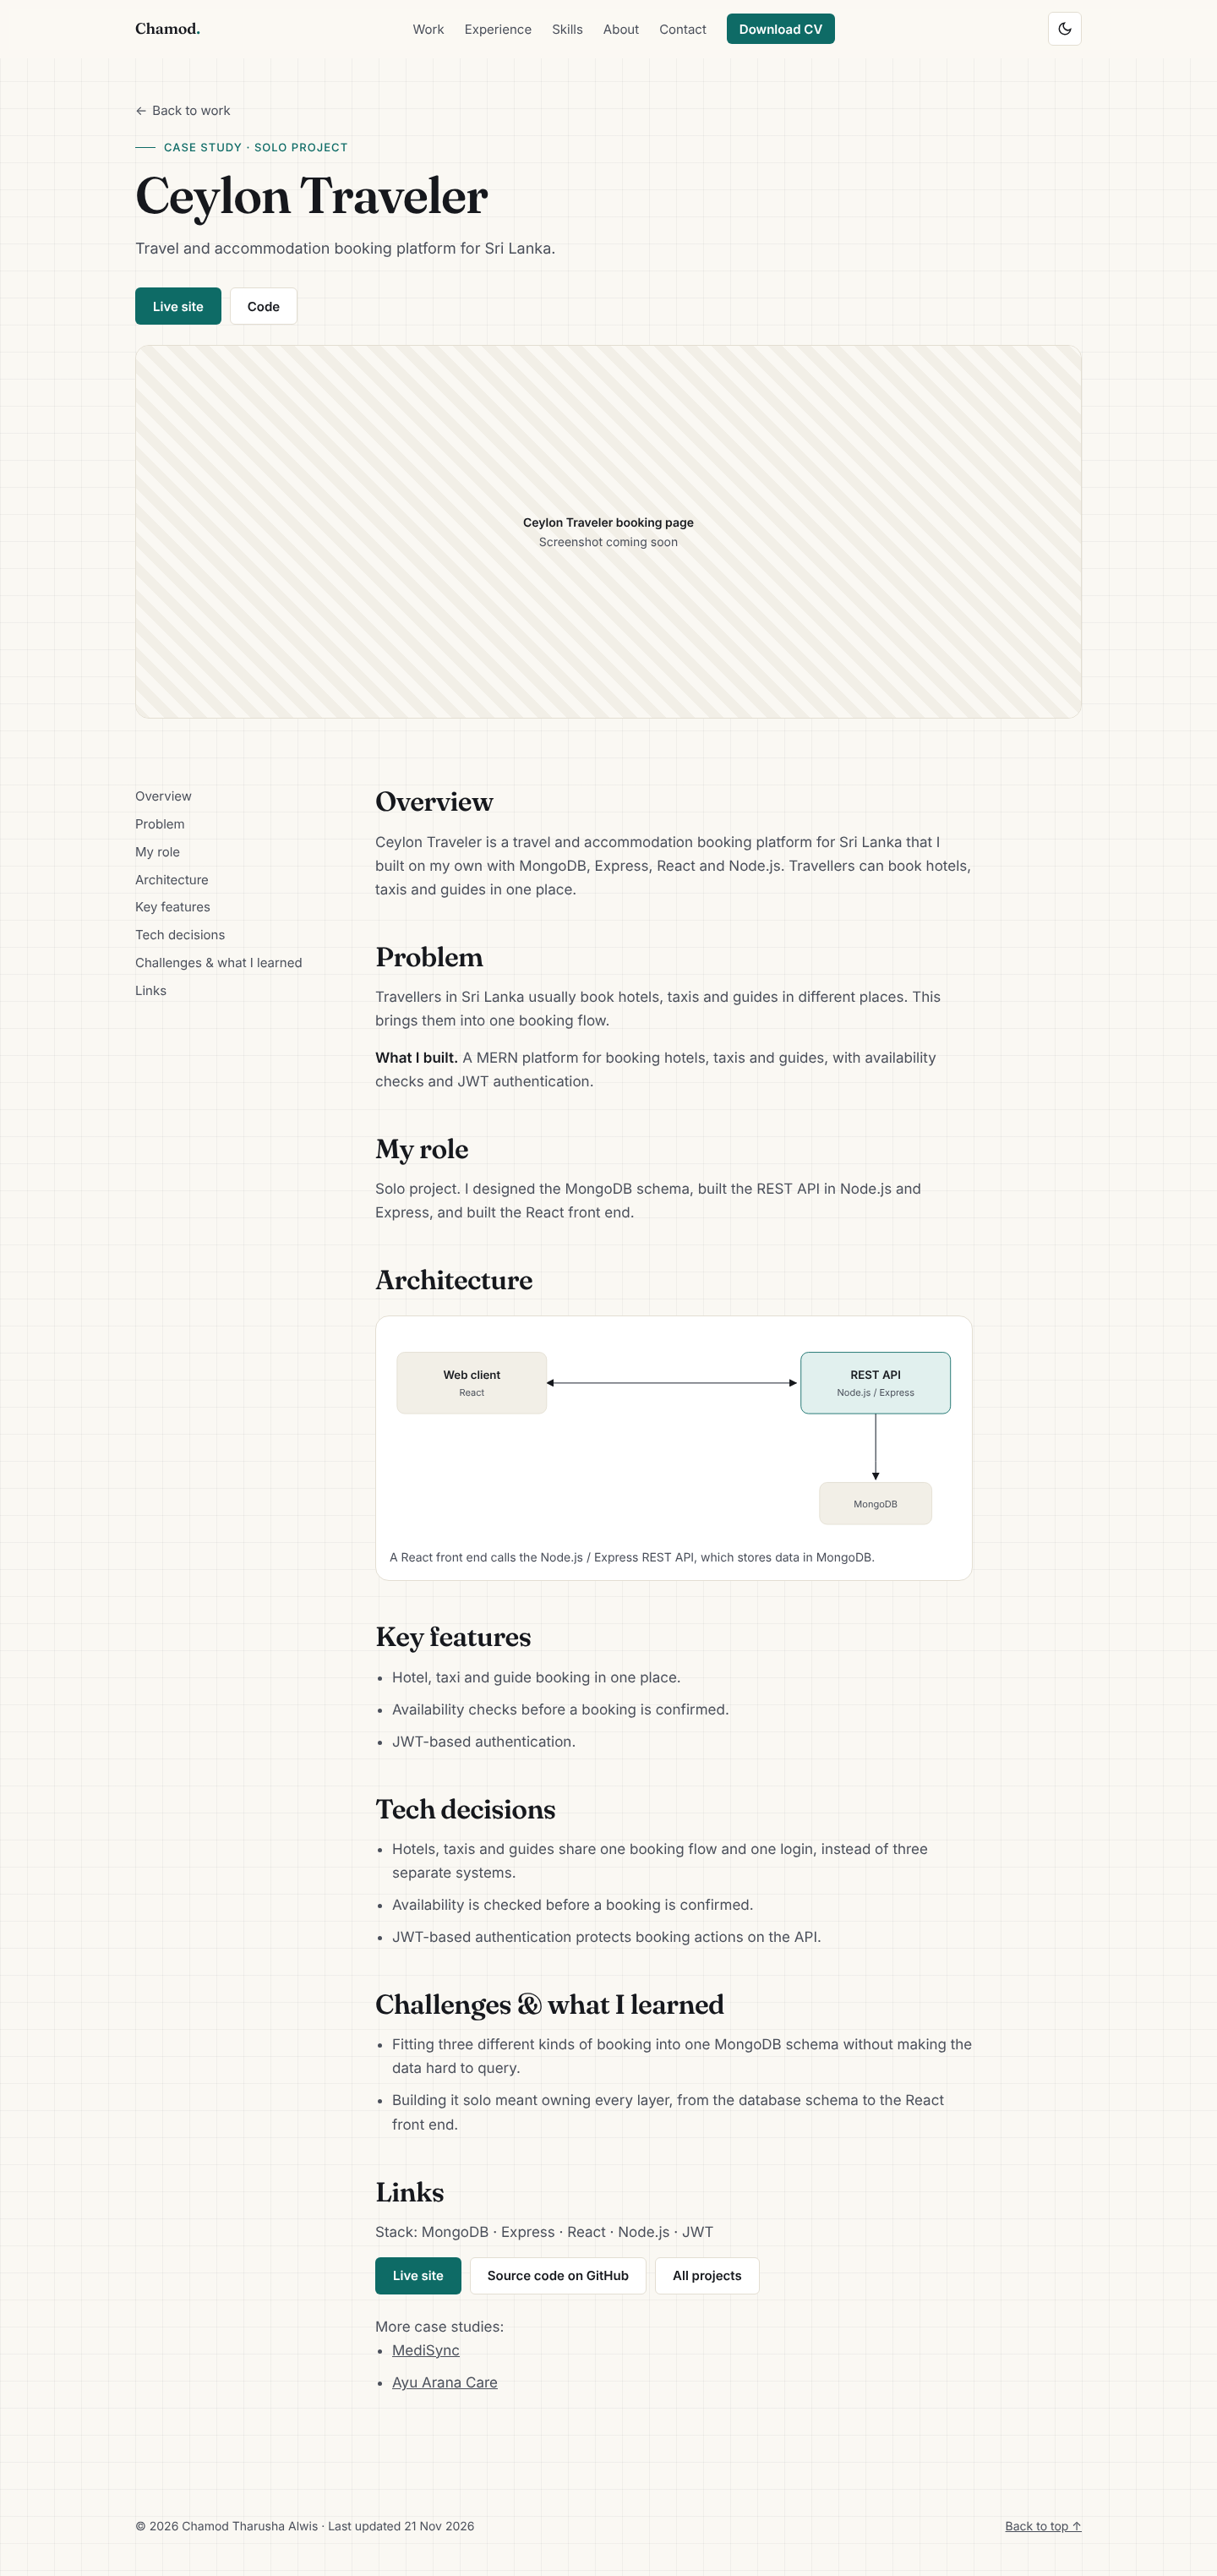 Chamod.
Work Experience Skills About Contact Download CV
← Back to work
CASE STUDY · SOLO PROJECT
Ceylon Traveler
Travel and accommodation booking platform for Sri Lanka.
Live site Code
Ceylon Traveler booking page
Screenshot coming soon
Overview
Problem
My role
Architecture
Key features
Tech decisions
Challenges & what I learned
Links
Overview
Ceylon Traveler is a travel and accommodation booking platform for Sri Lanka that I
built on my own with MongoDB, Express, React and Node.js. Travellers can book hotels,
taxis and guides in one place.
Problem
Travellers in Sri Lanka usually book hotels, taxis and guides in different places. This
brings them into one booking flow.
What I built. A MERN platform for booking hotels, taxis and guides, with availability
checks and JWT authentication.
My role
Solo project. I designed the MongoDB schema, built the REST API in Node.js and
Express, and built the React front end.
Architecture
Web client
React
REST API
Node.js / Express
MongoDB
A React front end calls the Node.js / Express REST API, which stores data in MongoDB.
Key features
• Hotel, taxi and guide booking in one place.
• Availability checks before a booking is confirmed.
• JWT-based authentication.
Tech decisions
• Hotels, taxis and guides share one booking flow and one login, instead of three
separate systems.
• Availability is checked before a booking is confirmed.
• JWT-based authentication protects booking actions on the API.
Challenges & what I learned
• Fitting three different kinds of booking into one MongoDB schema without making the
data hard to query.
• Building it solo meant owning every layer, from the database schema to the React
front end.
Links
Stack: MongoDB · Express · React · Node.js · JWT
Live site Source code on GitHub All projects
More case studies:
• MediSync
• Ayu Arana Care
© 2026 Chamod Tharusha Alwis · Last updated 21 Nov 2026
Back to top ↑